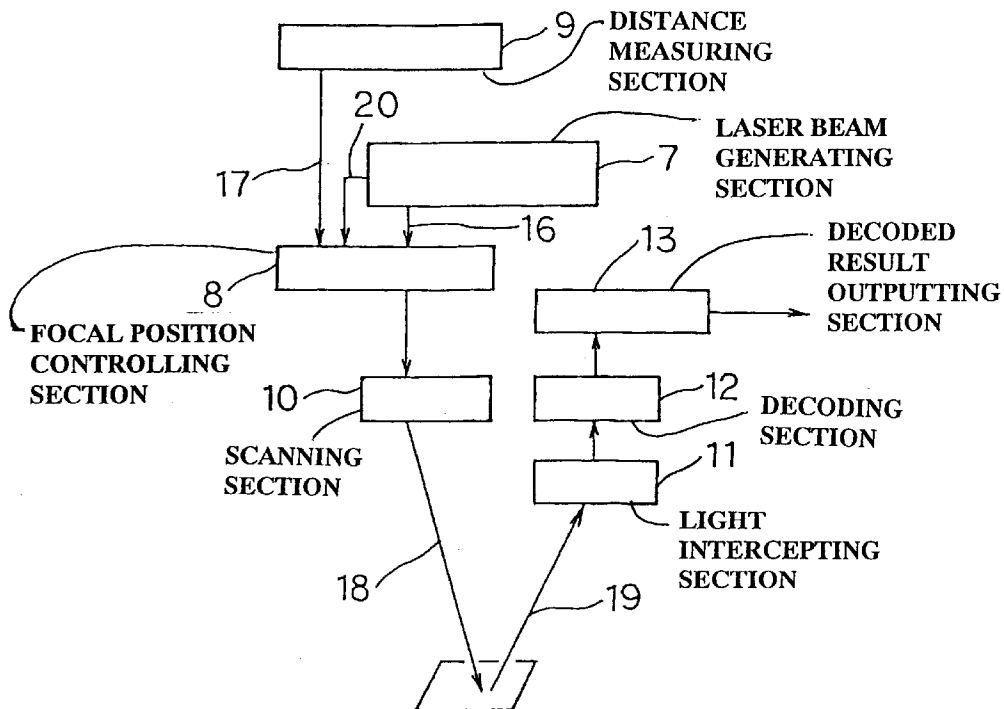 9
DISTANCE
MEASURING
SECTION
20
LASER BEAM
GENERATING
SECTION
7
17
16
13
DECODED
RESULT
OUTPUTTING
SECTION
8
FOCAL POSITION
CONTROLLING
SECTION
10
12
DECODING
SECTION
SCANNING
SECTION
11
LIGHT
INTERCEPTING
SECTION
18
19